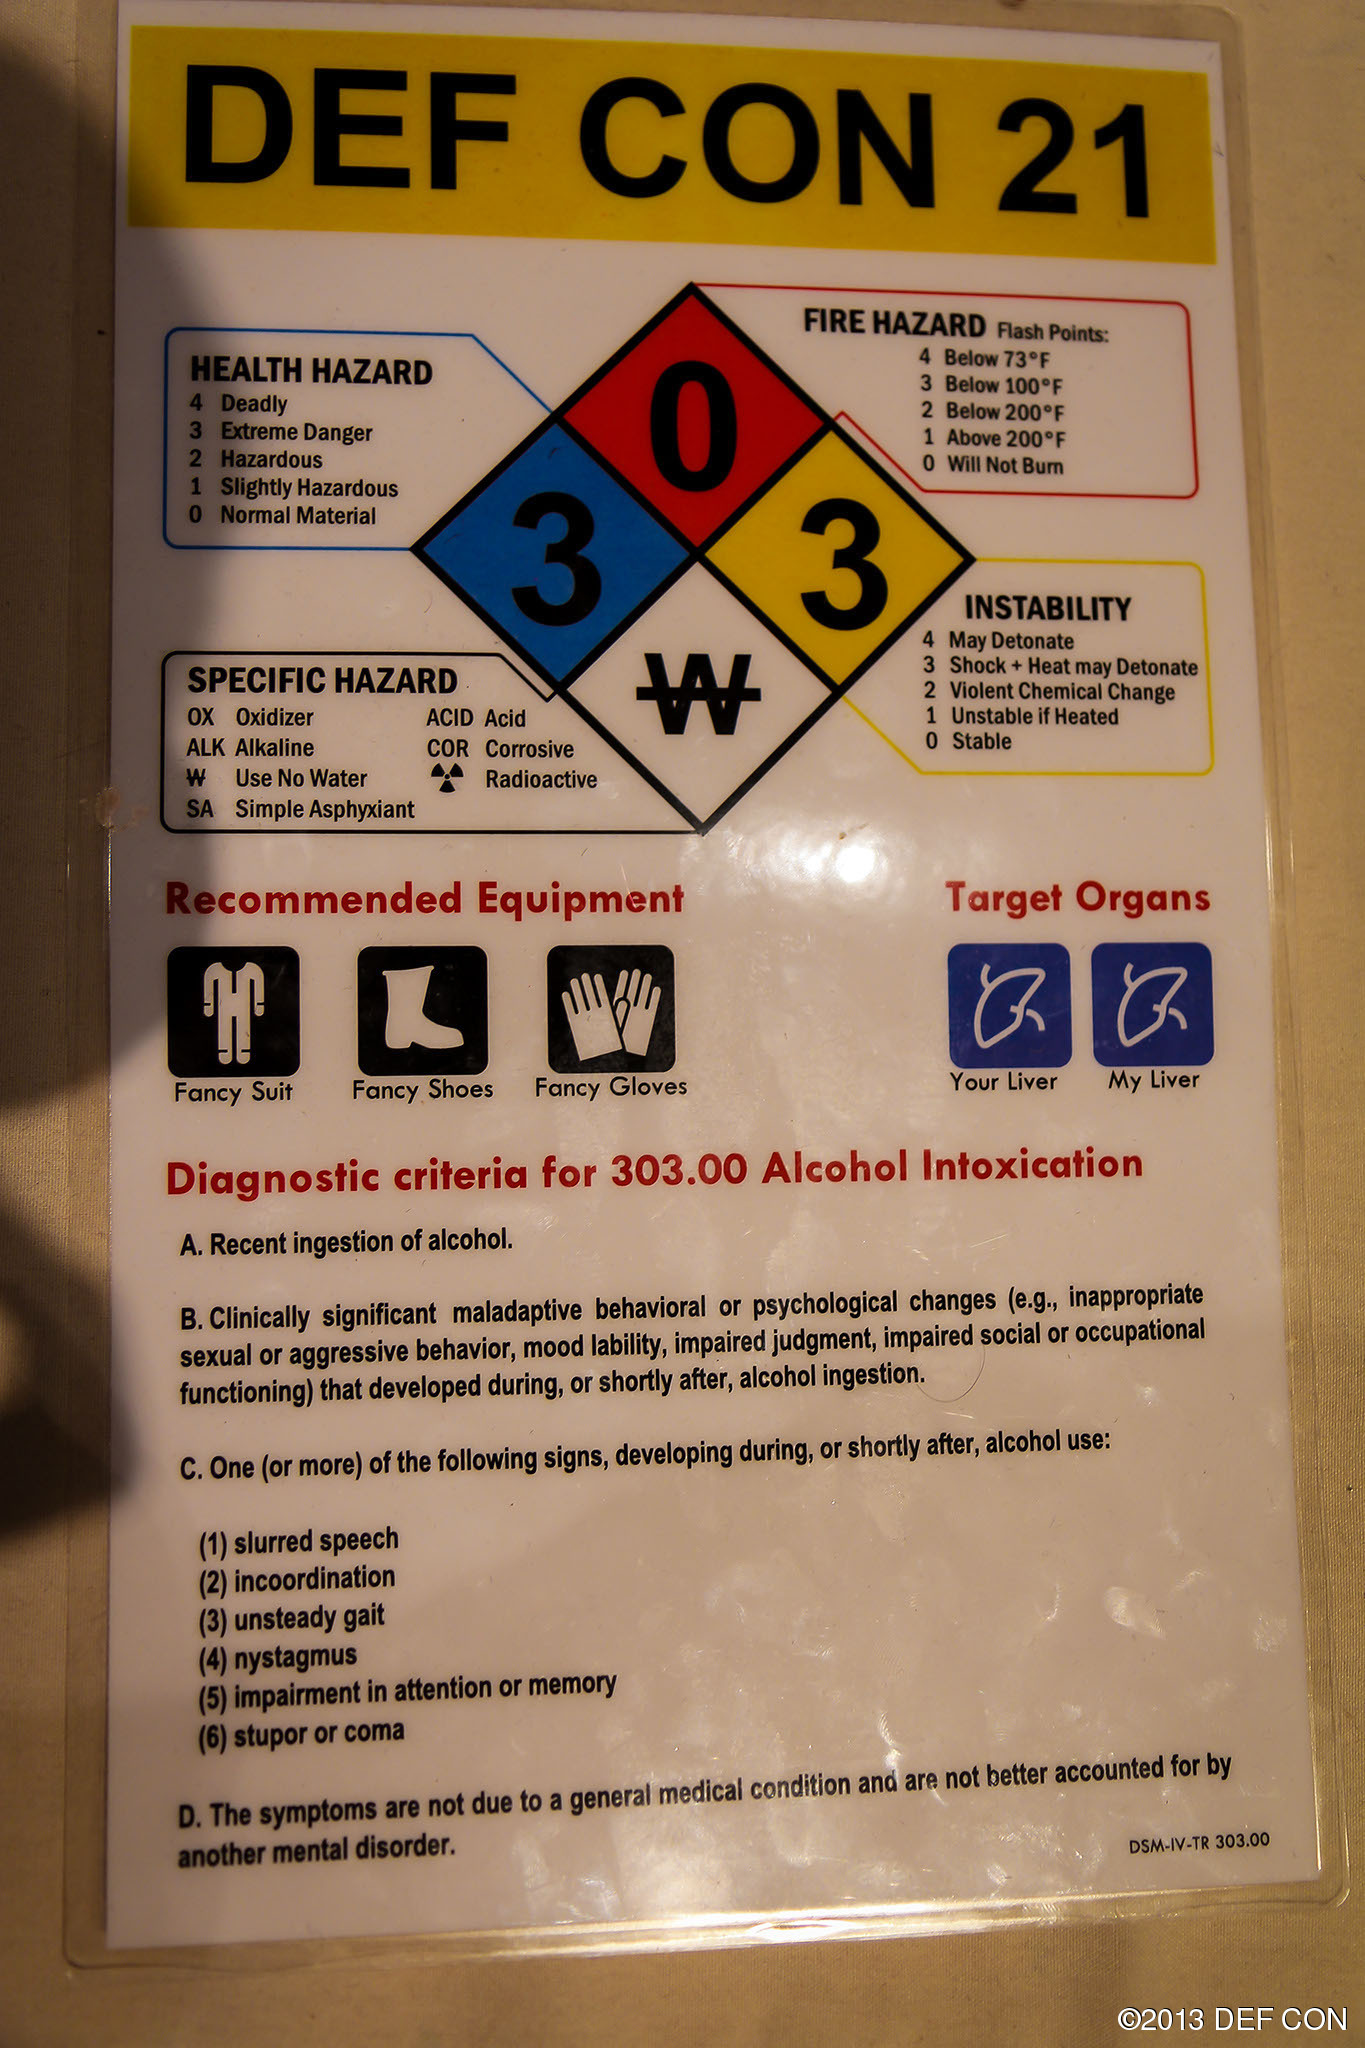 DEF CON 21
HEALTH HAZARD
4 Deadly
3 Extreme Danger
2 Hazardous
1 Slightly Hazardous
0 Normal Material
FIRE HAZARD Flash Points:
4 Below 73°F
3 Below 100°F
2 Below 200°F
1 Above 200°F
0 Will Not Burn
0
3
3
W
INSTABILITY
4 May Detonate
3 Shock + Heat may Detonate
2 Violent Chemical Change
1 Unstable if Heated
0 Stable
SPECIFIC HAZARD
OX Oxidizer
ALK Alkaline
W Use No Water
SA Simple Asphyxiant
ACID Acid
COR Corrosive
Radioactive
Recommended Equipment
Fancy Suit
Fancy Shoes
Fancy Gloves
Target Organs
Your Liver
My Liver
Diagnostic criteria for 303.00 Alcohol Intoxication
A. Recent ingestion of alcohol.
B. Clinically significant maladaptive behavioral or psychological changes (e.g., inappropriate
sexual or aggressive behavior, mood lability, impaired judgment, impaired social or occupational
functioning) that developed during, or shortly after, alcohol ingestion.
C. One (or more) of the following signs, developing during, or shortly after, alcohol use:
(1) slurred speech
(2) incoordination
(3) unsteady gait
(4) nystagmus
(5) impairment in attention or memory
(6) stupor or coma
D. The symptoms are not due to a general medical condition and are not better accounted for by
another mental disorder.
DSM-IV-TR 303.00
©2013 DEF CON